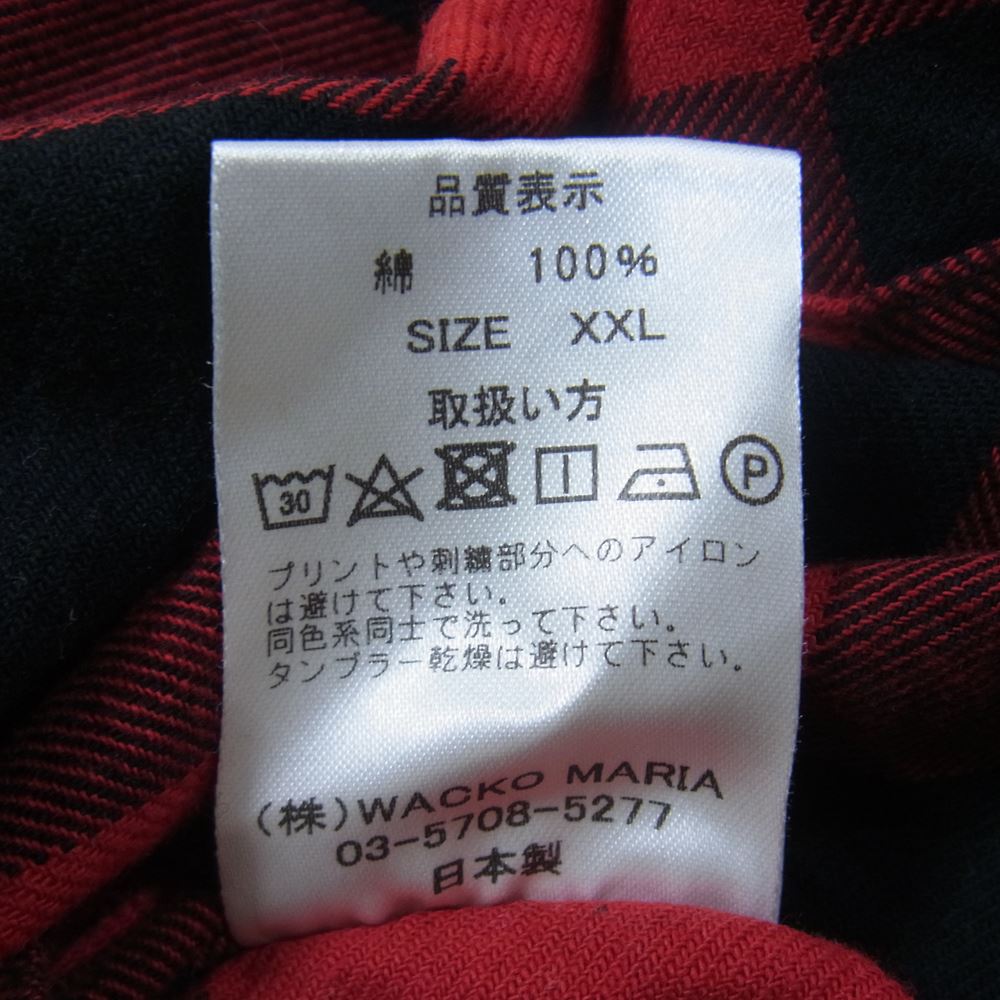 品質表示
綿 100%
SIZE XXL
取扱い方
30 P
プリントや刺繍部分へのアイロン
は避けて下さい。
同色系同士で洗って下さい。
タンブラー乾燥は避けて下さい。
(株)WACKO MARIA
03-5708-5277
日本製